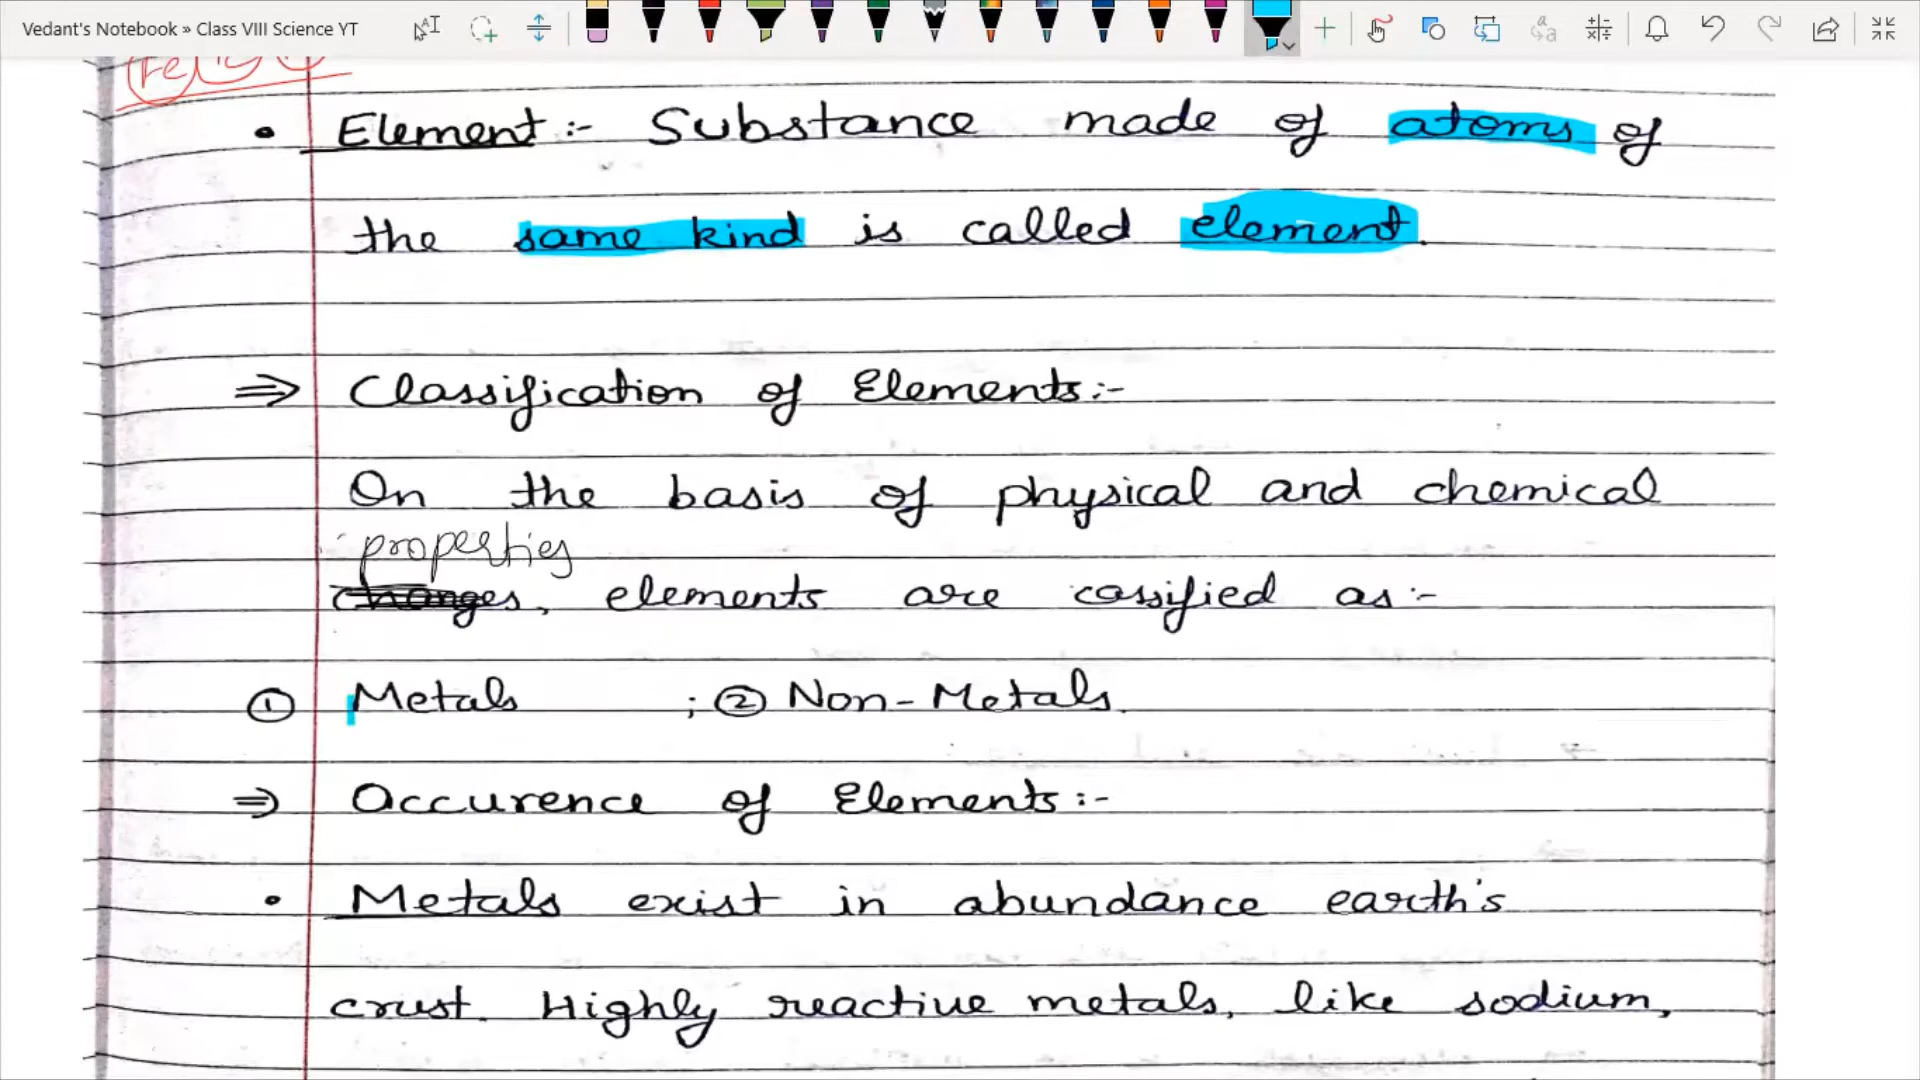 Vedant's Notebook » Class VIII Science YT
• Element :- Substance made of atoms of
the same kind is called element.
⇒ Classification of Elements:-
On the basis of physical and chemical
properties
changes, elements are cassified as :-
① Metals ; ② Non-Metals.
⇒ Occurence of Elements :-
• Metals exist in abundance earth's
crust. Highly reactive metals, like sodium,